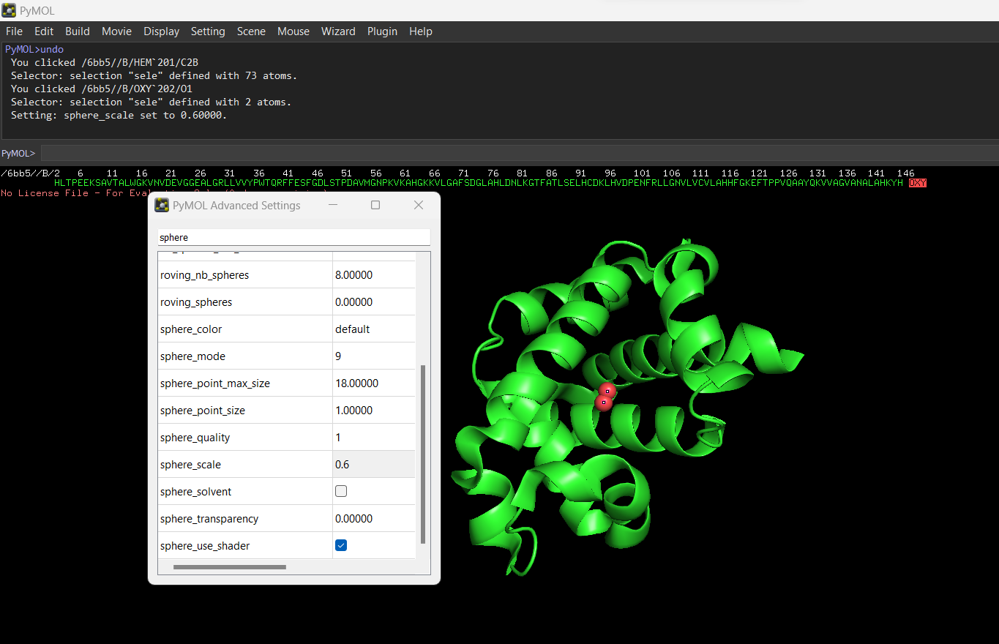 PyMOL
File Edit Build Movie Display Setting Scene Mouse Wizard Plugin Help
PyMOL>undo
You clicked /6bb5//B/HEM`201/C2B
Selector: selection "sele" defined with 73 atoms.
You clicked /6bb5//B/OXY`202/O1
Selector: selection "sele" defined with 2 atoms.
Setting: sphere_scale set to 0.60000.
PyMOL>
/6bb5//B/2 6 11 16 21 26 31 36 41 46 51 56 61 66 71 76 81 86 91 96 101 106 111 116 121 126 131 136 141 146
HLTPEEKSAVTALWGKVNVDEVGGEALGRLLVVYPWTQRFFESFGDLSTPDAVMGNPKVKAHGKKVLGAFSDGLAHLDNLKGTFATLSELHCDKLHVDPENFRLLGNVLVCVLAHHFGKEFTPPVQAAYQKVVAGVANALAHKYH OXY
No License File - For
PyMOL Advanced Settings
sphere
roving_nb_spheres 8.00000
roving_spheres 0.00000
sphere_color default
sphere_mode 9
sphere_point_max_size 18.00000
sphere_point_size 1.00000
sphere_quality 1
sphere_scale 0.6
sphere_solvent
sphere_transparency 0.00000
sphere_use_shader